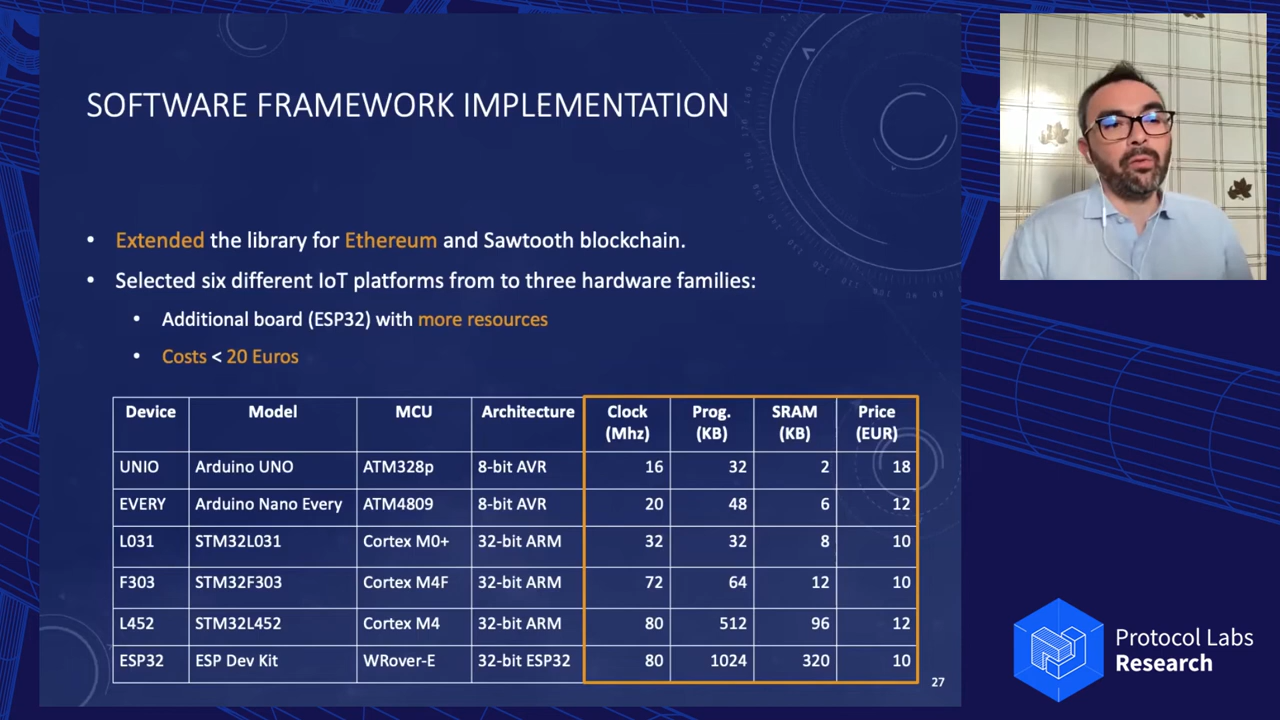 SOFTWARE FRAMEWORK IMPLEMENTATION
• Extended the library for Ethereum and Sawtooth blockchain.
• Selected six different IoT platforms from to three hardware families:
• Additional board (ESP32) with more resources
• Costs < 20 Euros
Device Model MCU Architecture Clock (Mhz) Prog. (KB) SRAM (KB) Price (EUR)
UNIO Arduino UNO ATM328p 8-bit AVR 16 32 2 18
EVERY Arduino Nano Every ATM4809 8-bit AVR 20 48 6 12
L031 STM32L031 Cortex M0+ 32-bit ARM 32 32 8 10
F303 STM32F303 Cortex M4F 32-bit ARM 72 64 12 10
L452 STM32L452 Cortex M4 32-bit ARM 80 512 96 12
ESP32 ESP Dev Kit WRover-E 32-bit ESP32 80 1024 320 10
27
Protocol Labs
Research